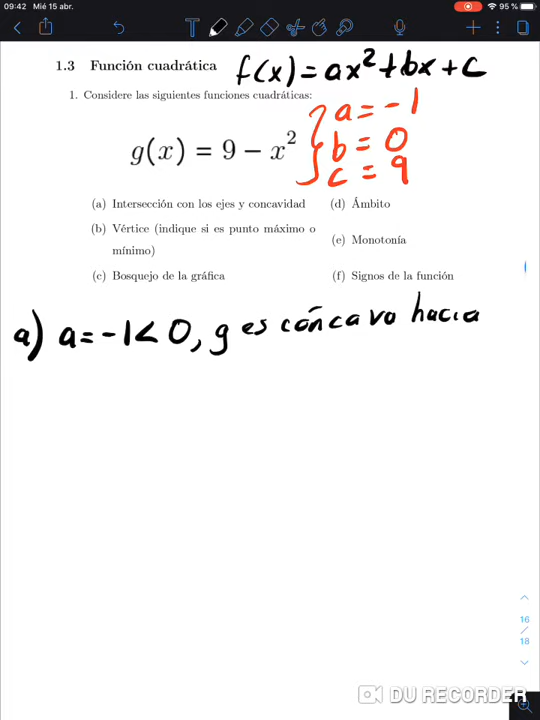 09:42 Mié 15 abr. 95 %
1.3 Función cuadrática f(x) = ax² + bx + c
1. Considere las siguientes funciones cuadráticas:
g(x) = 9 − x²
a = -1
b = 0
c = 9
(a) Intersección con los ejes y concavidad
(b) Vértice (indique si es punto máximo o
mínimo)
(c) Bosquejo de la gráfica
(d) Ámbito
(e) Monotonía
(f) Signos de la función
a) a = -1 < 0, g es cóncavo hacia
16
/
18
DU RECORDER